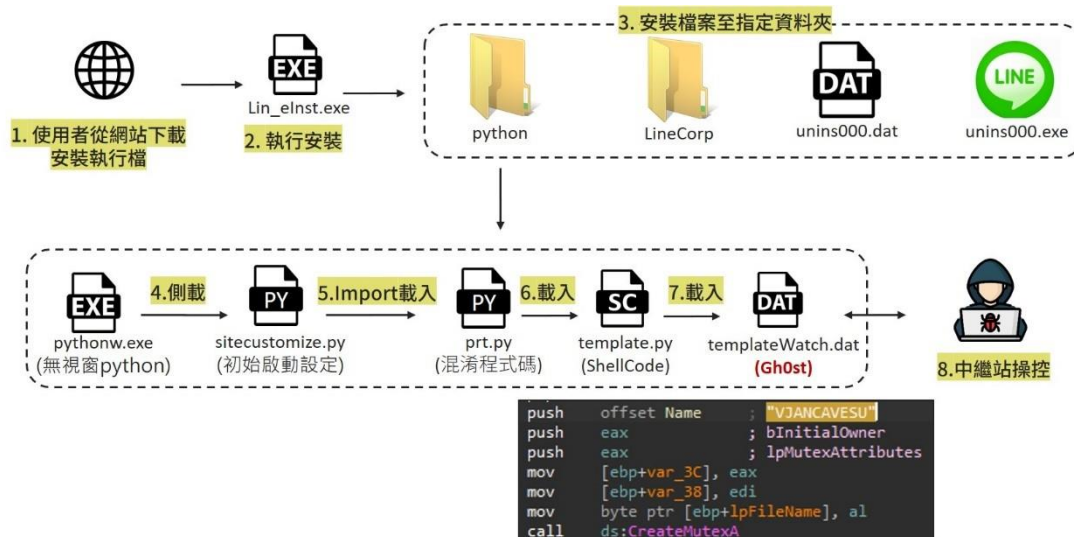 3. 安裝檔案至指定資料夾
EXE
DAT
LINE
Lin_eInst.exe
python
LineCorp
unins000.dat
unins000.exe
1. 使用者從網站下載
安裝執行檔
2. 執行安裝
EXE
4.側載
PY
5.Import載入
PY
6.載入
SC
7.載入
DAT
pythonw.exe
(無視窗python)
sitecustomize.py
(初始啟動設定)
prt.py
(混淆程式碼)
template.py
(ShellCode)
templateWatch.dat
(Gh0st)
8.中繼站操控
push offset Name ; "VJANCAVESU"
push eax ; bInitialOwner
push eax ; lpMutexAttributes
mov [ebp+var_3C], eax
mov [ebp+var_38], edi
mov byte ptr [ebp+lpFileName], al
call ds:CreateMutexA